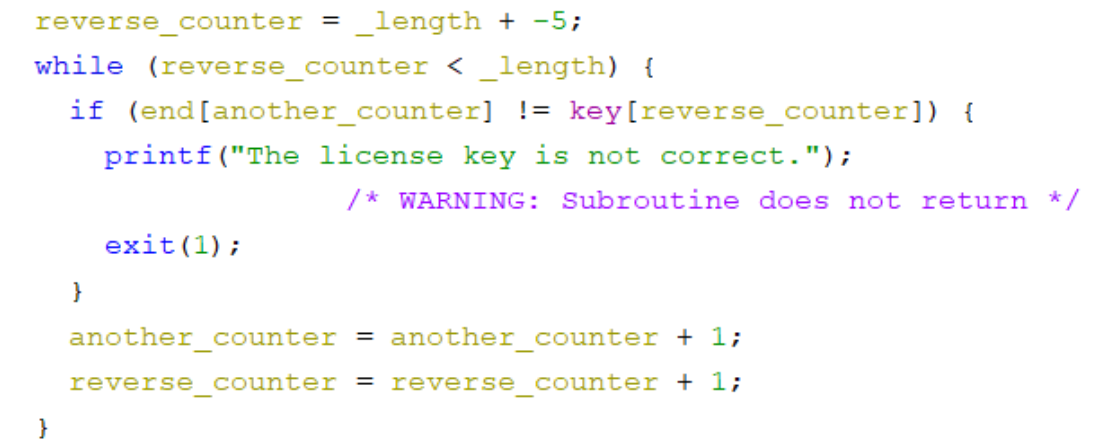 reverse_counter = _length + -5;
while (reverse_counter < _length) {
if (end[another_counter] != key[reverse_counter]) {
printf("The license key is not correct.");
/* WARNING: Subroutine does not return */
exit(1);
}
another_counter = another_counter + 1;
reverse_counter = reverse_counter + 1;
}